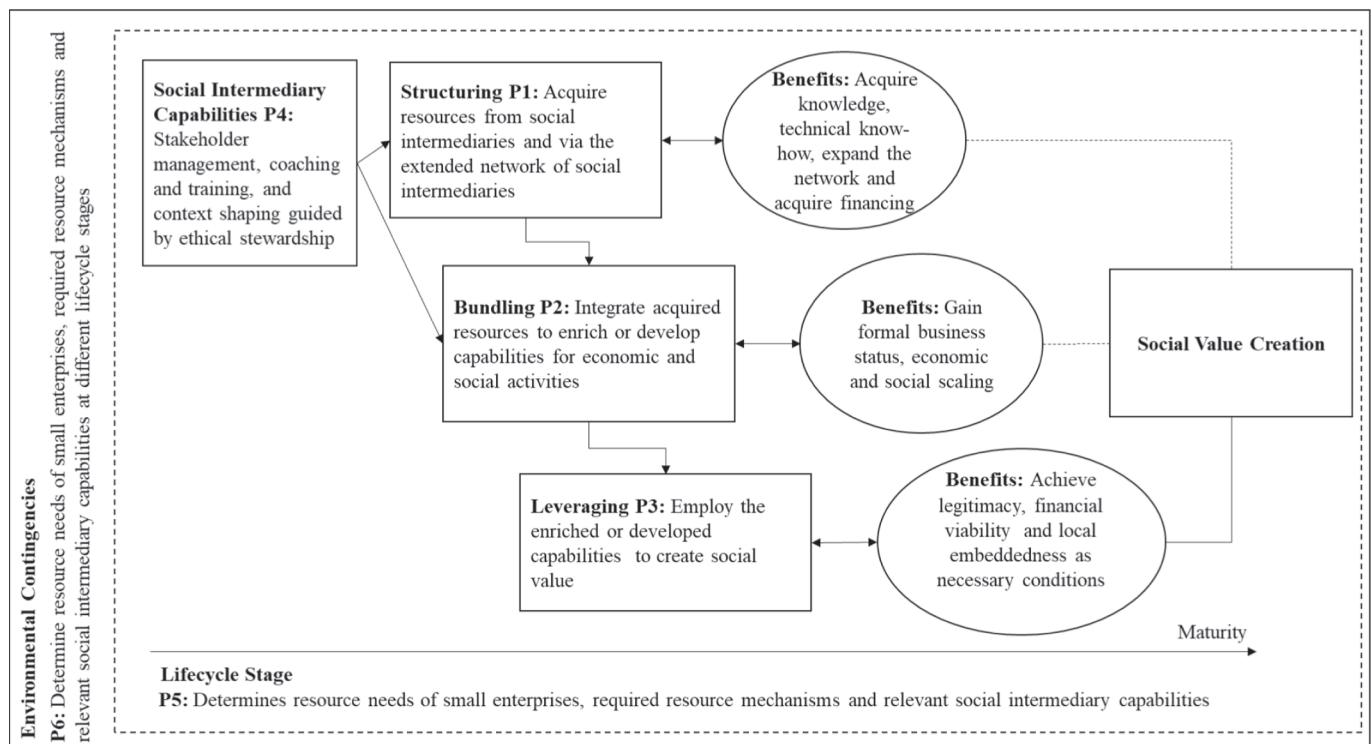 Environmental Contingencies
P6: Determine resource needs of small enterprises, required resource mechanisms and
relevant social intermediary capabilities at different lifecycle stages
Social Intermediary
Capabilities P4:
Stakeholder
management, coaching
and training, and
context shaping guided
by ethical stewardship
Structuring P1: Acquire
resources from social
intermediaries and via the
extended network of social
intermediaries
Benefits: Acquire
knowledge,
technical know-
how, expand the
network and
acquire financing
Bundling P2: Integrate acquired
resources to enrich or develop
capabilities for economic and
social activities
Benefits: Gain
formal business
status, economic
and social scaling
Social Value Creation
Leveraging P3: Employ the
enriched or developed
capabilities to create social
value
Benefits: Achieve
legitimacy, financial
viability and local
embeddedness as
necessary conditions
Maturity
Lifecycle Stage
P5: Determines resource needs of small enterprises, required resource mechanisms and relevant social intermediary capabilities